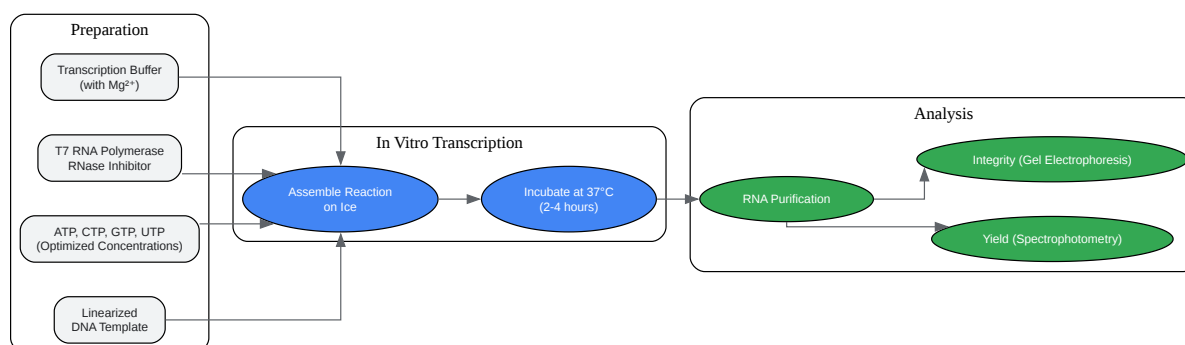 Preparation
Transcription Buffer
(with Mg²⁺)
T7 RNA Polymerase
RNase Inhibitor
ATP, CTP, GTP, UTP
(Optimized Concentrations)
Linearized
DNA Template
In Vitro Transcription
Assemble Reaction
on Ice
Incubate at 37°C
(2-4 hours)
Analysis
RNA Purification
Integrity (Gel Electrophoresis)
Yield (Spectrophotometry)